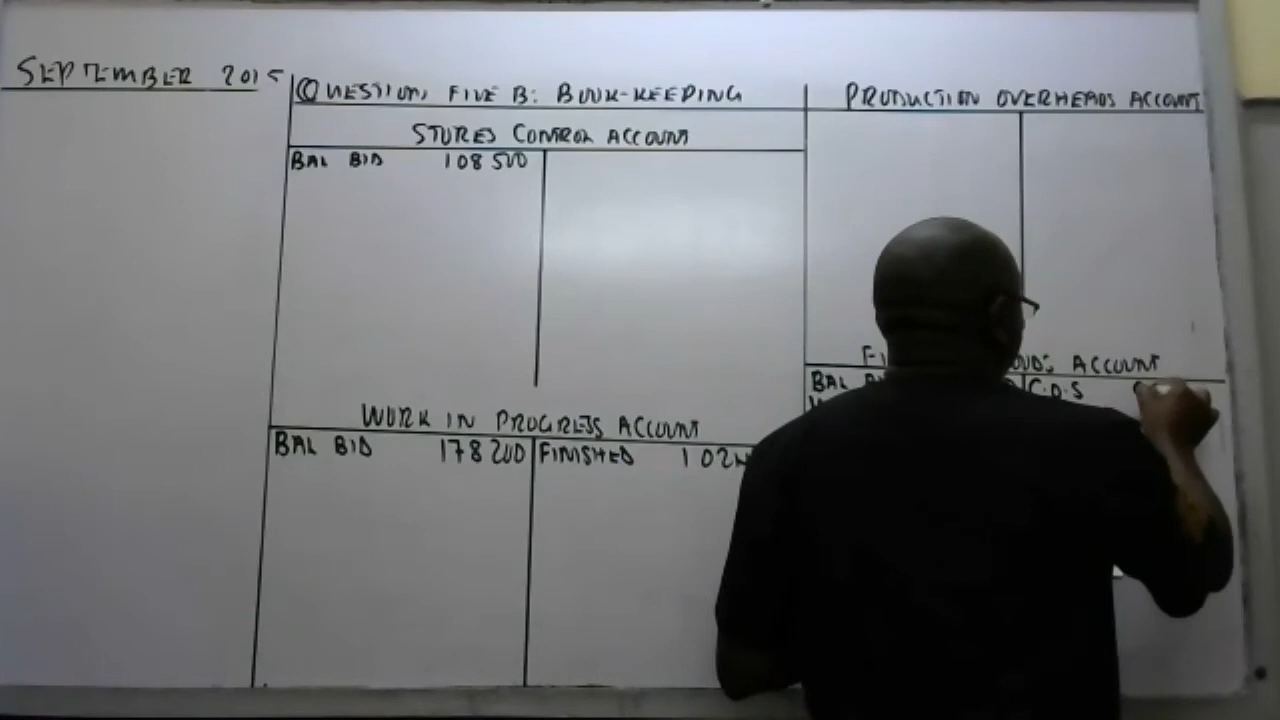 SEPTEMBER 2015
QUESTION FIVE B: BOOK-KEEPING
STORES CONTROL ACCOUNT
BAL B/D 108 500
WORK IN PROGRESS ACCOUNT
BAL B/D 178 200 FINISHED
PRODUCTION OVERHEADS ACCOUNT
ACCOUNT
BAL C.O.S